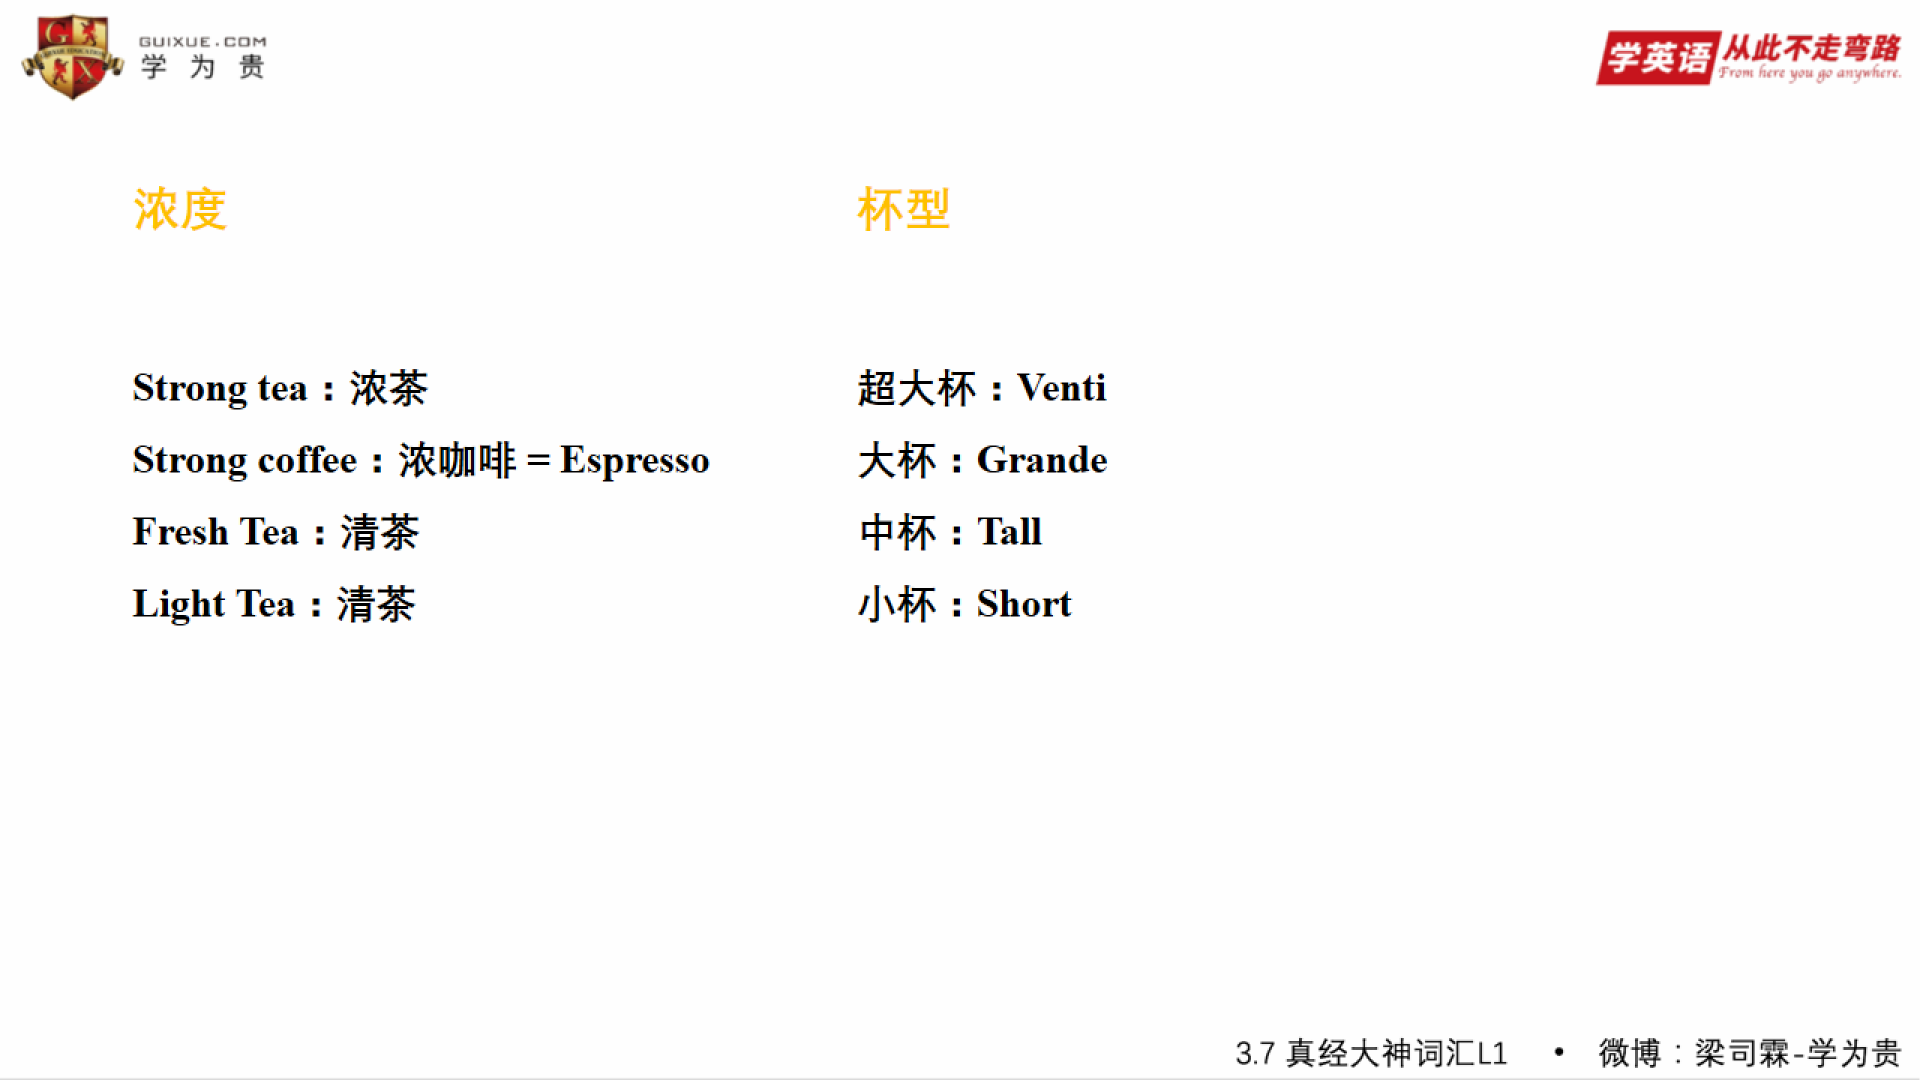 GUIXUE.COM
学为贵
学英语 从此不走弯路
From here you go anywhere.
浓度
Strong tea：浓茶
Strong coffee：浓咖啡 = Espresso
Fresh Tea：清茶
Light Tea：清茶
杯型
超大杯：Venti
大杯：Grande
中杯：Tall
小杯：Short
3.7 真经大神词汇L1 • 微博：梁司霖-学为贵